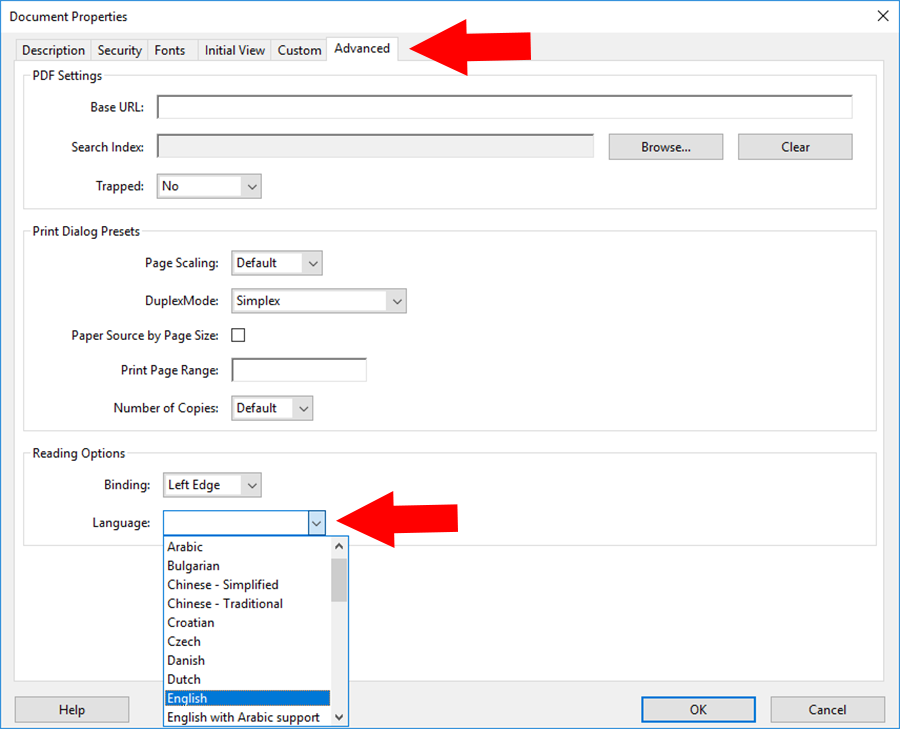 Document Properties
Description Security Fonts Initial View Custom Advanced
PDF Settings
Base URL:
Search Index: Browse... Clear
Trapped: No
Print Dialog Presets
Page Scaling: Default
DuplexMode: Simplex
Paper Source by Page Size:
Print Page Range:
Number of Copies: Default
Reading Options
Binding: Left Edge
Language:
Arabic
Bulgarian
Chinese - Simplified
Chinese - Traditional
Croatian
Czech
Danish
Dutch
English
English with Arabic support
Help OK Cancel